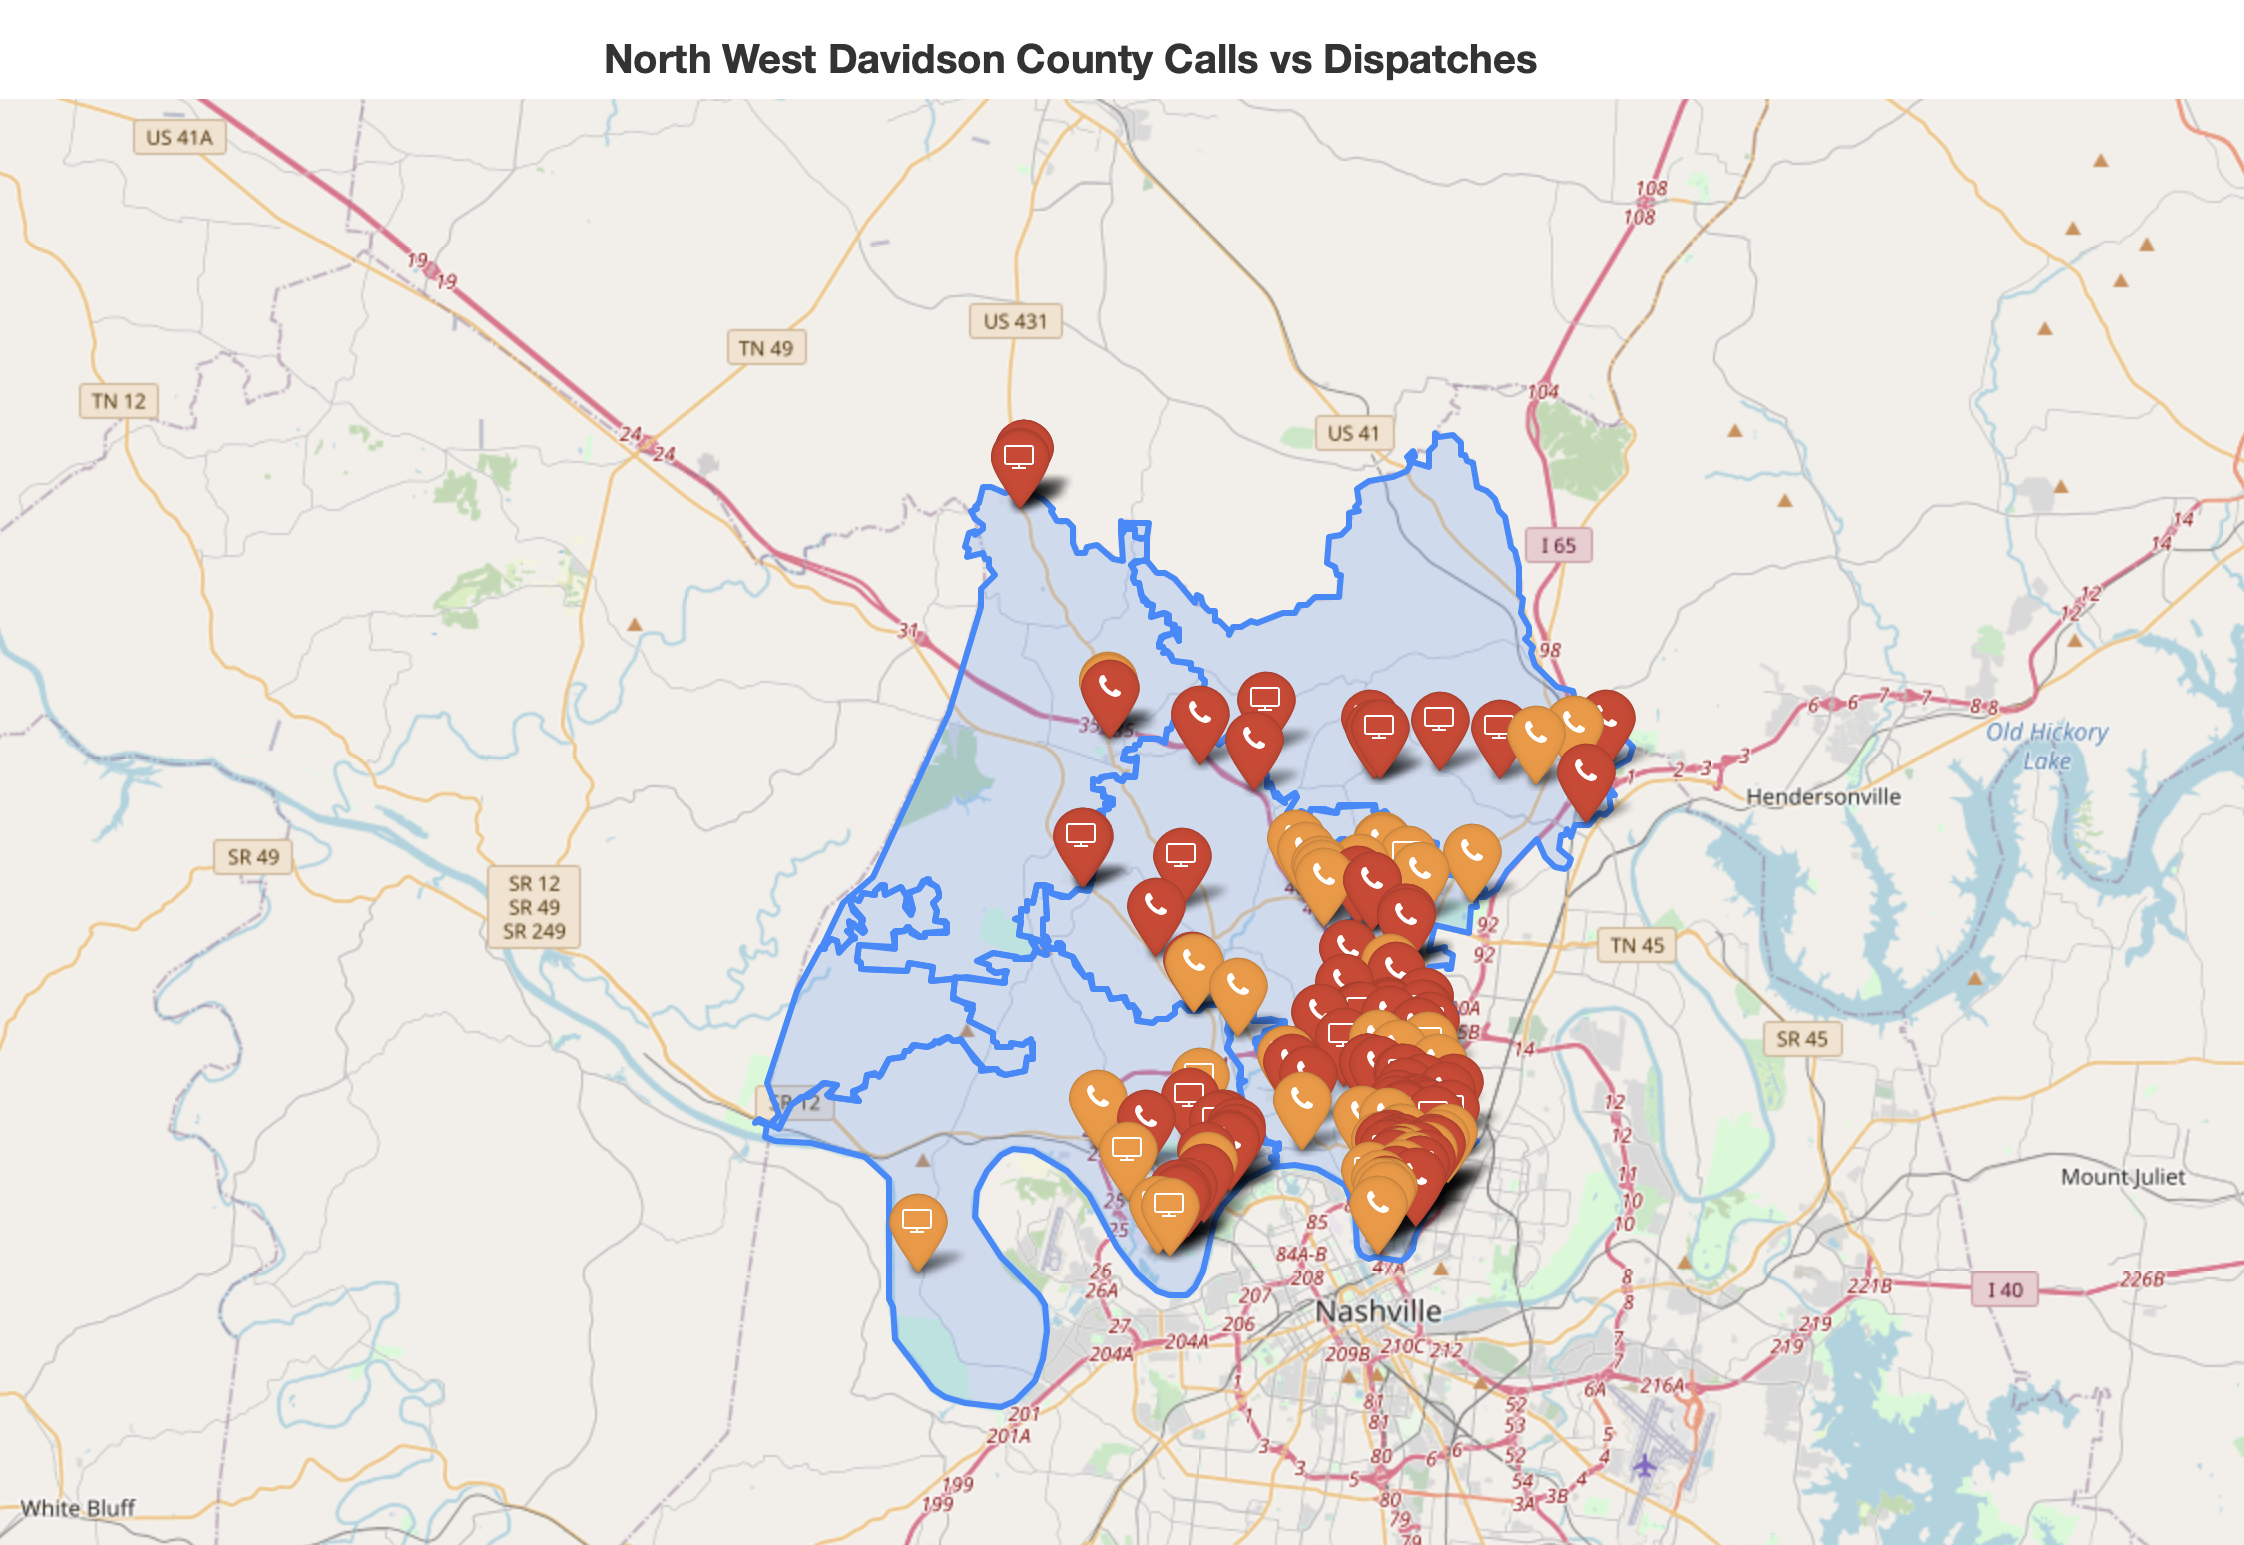 North West Davidson County Calls vs Dispatches
US 41A
108
108
19
19
US 431
TN 49
104
TN 12
24
24
US 41
14
14
I 65
12
12
31
98
6
6
7
7
8
8
35
Old Hickory
Lake
1
2
3
3
Hendersonville
SR 49
SR 12
SR 49
SR 249
92
92
TN 45
14
SR 45
SR 12
12
12
11
10
10
Mount Juliet
25
25
85
84A-B
208
26
26A
47A
8
8
221B
I 40
226B
207
Nashville
27
206
204A
204A
209B
210C
212
7
7
219
219
6A
216A
1
1
81
81
52
53
201
201A
3
3
80
6
6
52
5
4
5
54
4
199
199
80
3A
3B
79
79
White Bluff